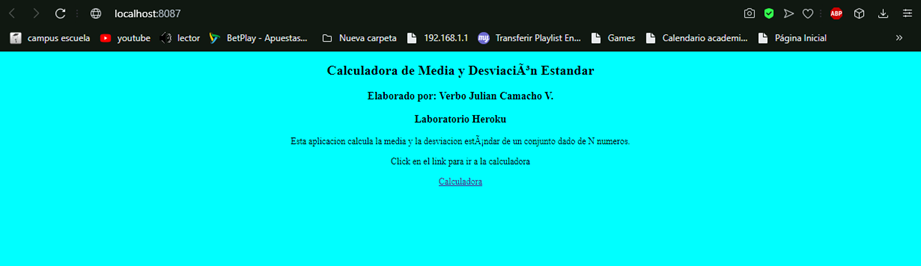 localhost:8087
ABP
campus escuela youtube lector BetPlay - Apuestas... Nueva carpeta 192.168.1.1 Transferir Playlist En... Games Calendario academi... Página Inicial »
Calculadora de Media y DesviaciÃ³n Estandar
Elaborado por: Verbo Julian Camacho V.
Laboratorio Heroku
Esta aplicacion calcula la media y la desviacion estÃ¡ndar de un conjunto dado de N numeros.
Click en el link para ir a la calculadora
Calculadora